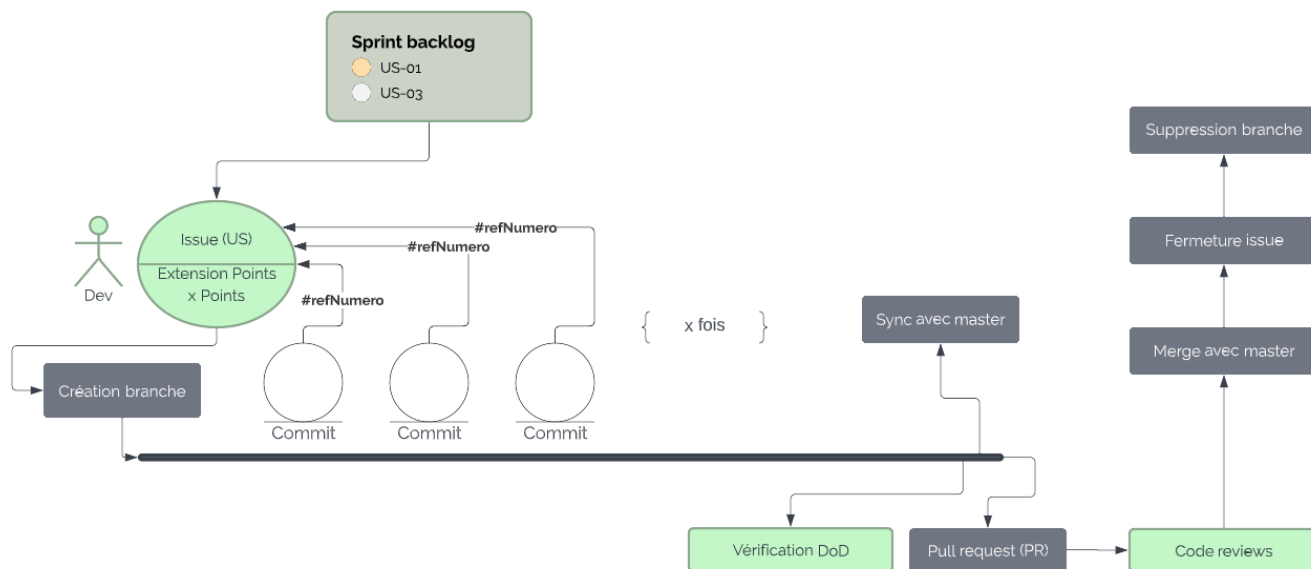 Sprint backlog
US-01
US-03
Suppression branche
Issue (US)
Extension Points
x Points
Dev
#refNumero
#refNumero
#refNumero
Fermeture issue
{ x fois }
Sync avec master
Merge avec master
Création branche
Commit
Commit
Commit
Vérification DoD
Pull request (PR)
Code reviews